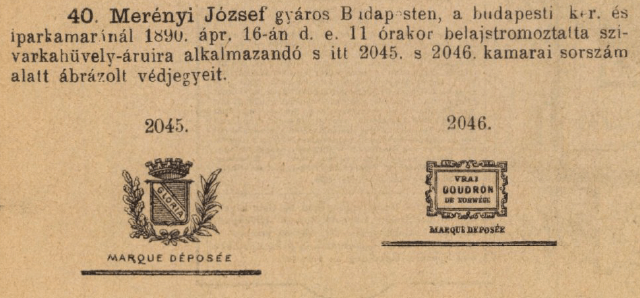 40. Merényi József gyáros Budapesten, a budapesti ker. és
iparkamaránál 1890. ápr. 16-án d. e. 11 órakor belajstromoztatta szi-
varkahüvely-áruira alkalmazandó s itt 2045. s 2046. kamarai sorszám
alatt ábrázolt védjegyeit.
2045.
GLORIA
MARQUE DÉPOSÉE
2046.
VRAI
GOUDRON
DE NORWÈGE
MARQUE DÉPOSÉE